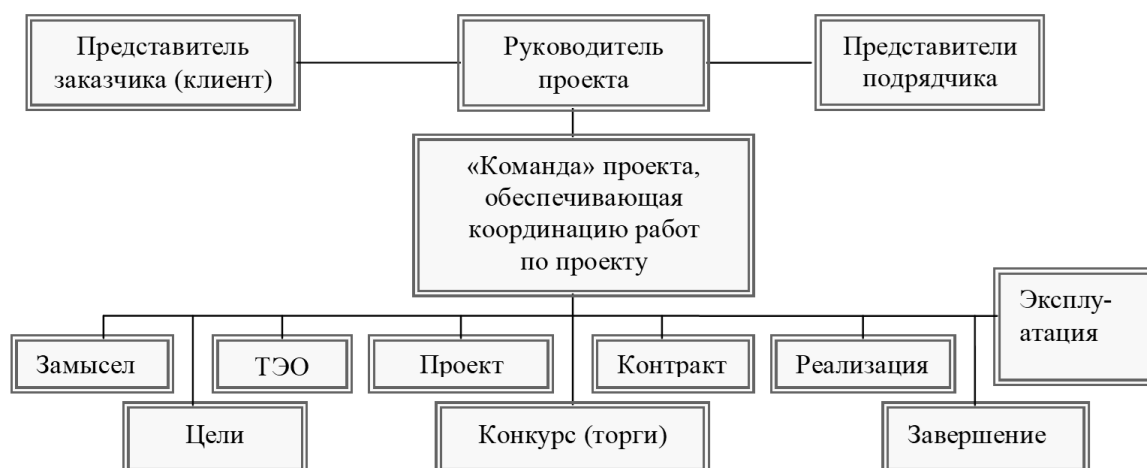 Представитель
заказчика (клиент)
Руководитель
проекта
Представители
подрядчика
«Команда» проекта,
обеспечивающая
координацию работ
по проекту
Эксплу-
атация
Замысел
ТЭО
Проект
Контракт
Реализация
Цели
Конкурс (торги)
Завершение